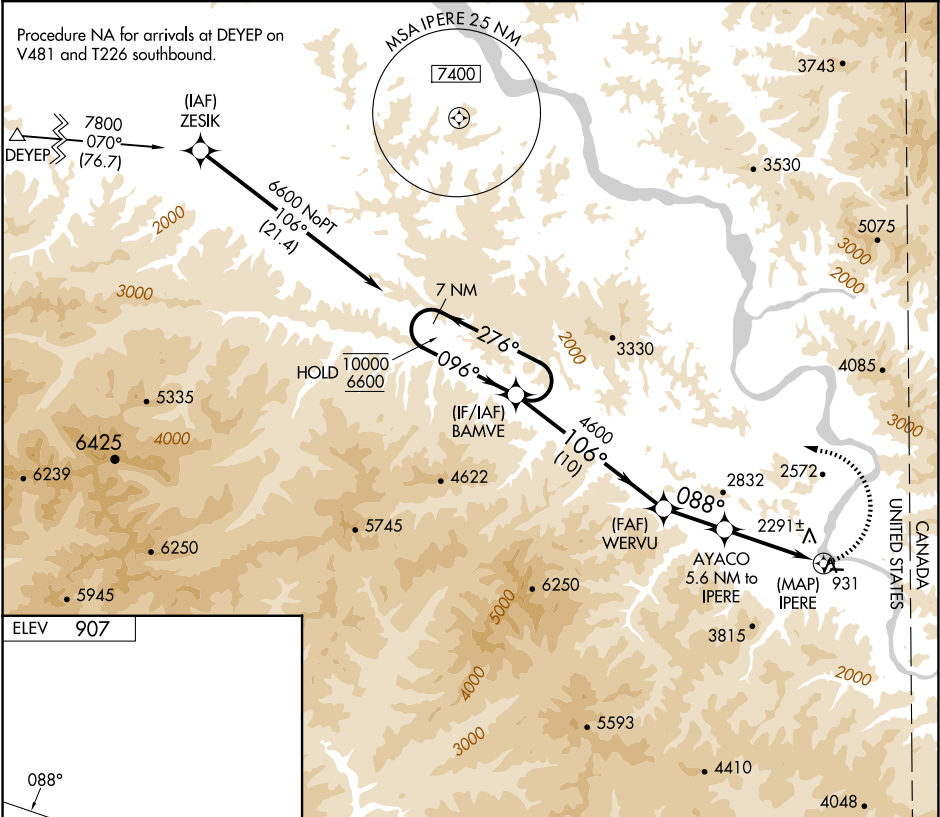 Procedure NA for arrivals at DEYEP on
V481 and T226 southbound.
MSA IPERE 25 NM
7400
3743
(IAF)
ZESIK
7800
070°
(76.7)
DEYEP
3530
6600 NoPT
106°
(21.4)
2000
5075
3000
2000
3000
7 NM
276°
096°
HOLD
10000
6600
2000
3330
4085
(IF/IAF)
BAMVE
5335
4000
3000
6425
4600
106°
(10)
6239
4622
2572
2832
088°
5745
2291±
(FAF)
WERVU
CANADA
UNITED STATES
6250
AYACO
5.6 NM to
IPERE
(MAP)
IPERE
931
6250
5945
5000
ELEV 907
3815
2000
4000
5593
3000
4410
088°
4048